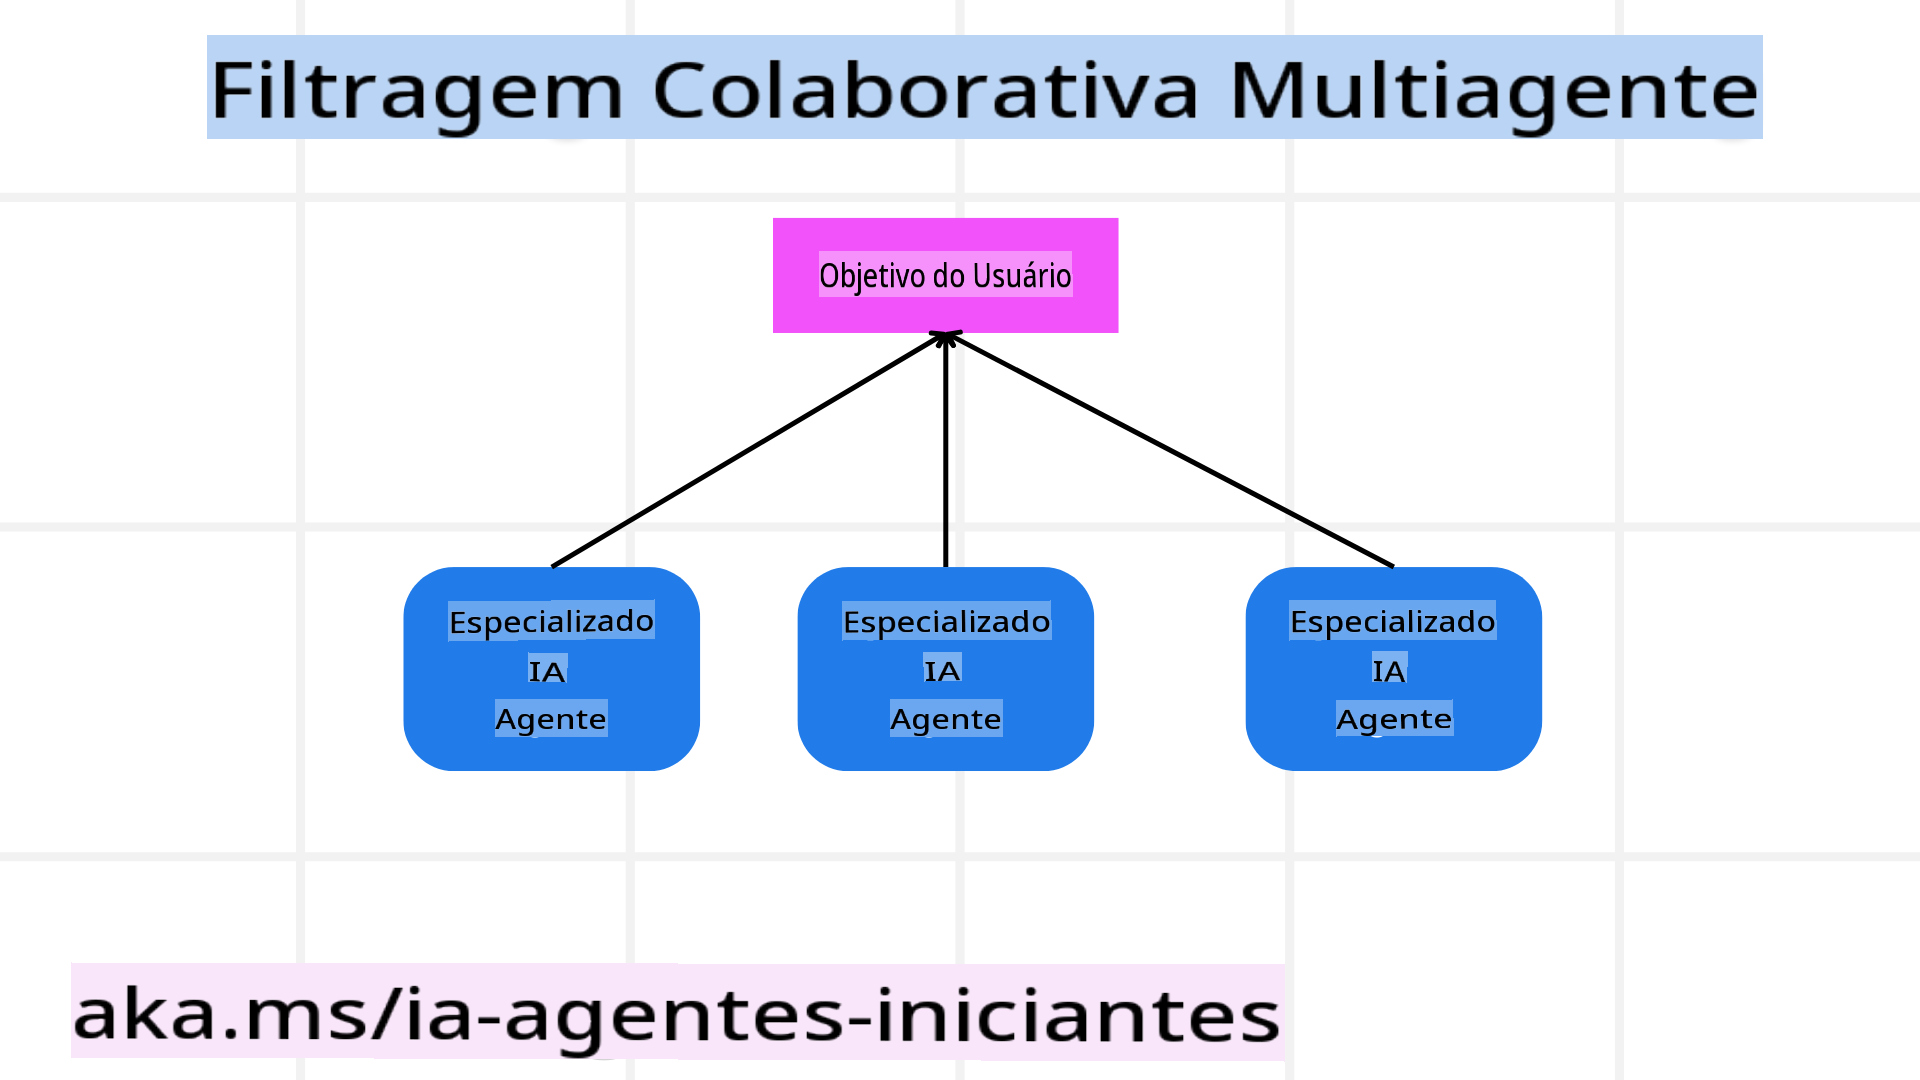 Filtragem Colaborativa Multiagente
Objetivo do Usuário
Especializado
IA
Agente
Especializado
IA
Agente
Especializado
IA
Agente
aka.ms/ia-agentes-iniciantes